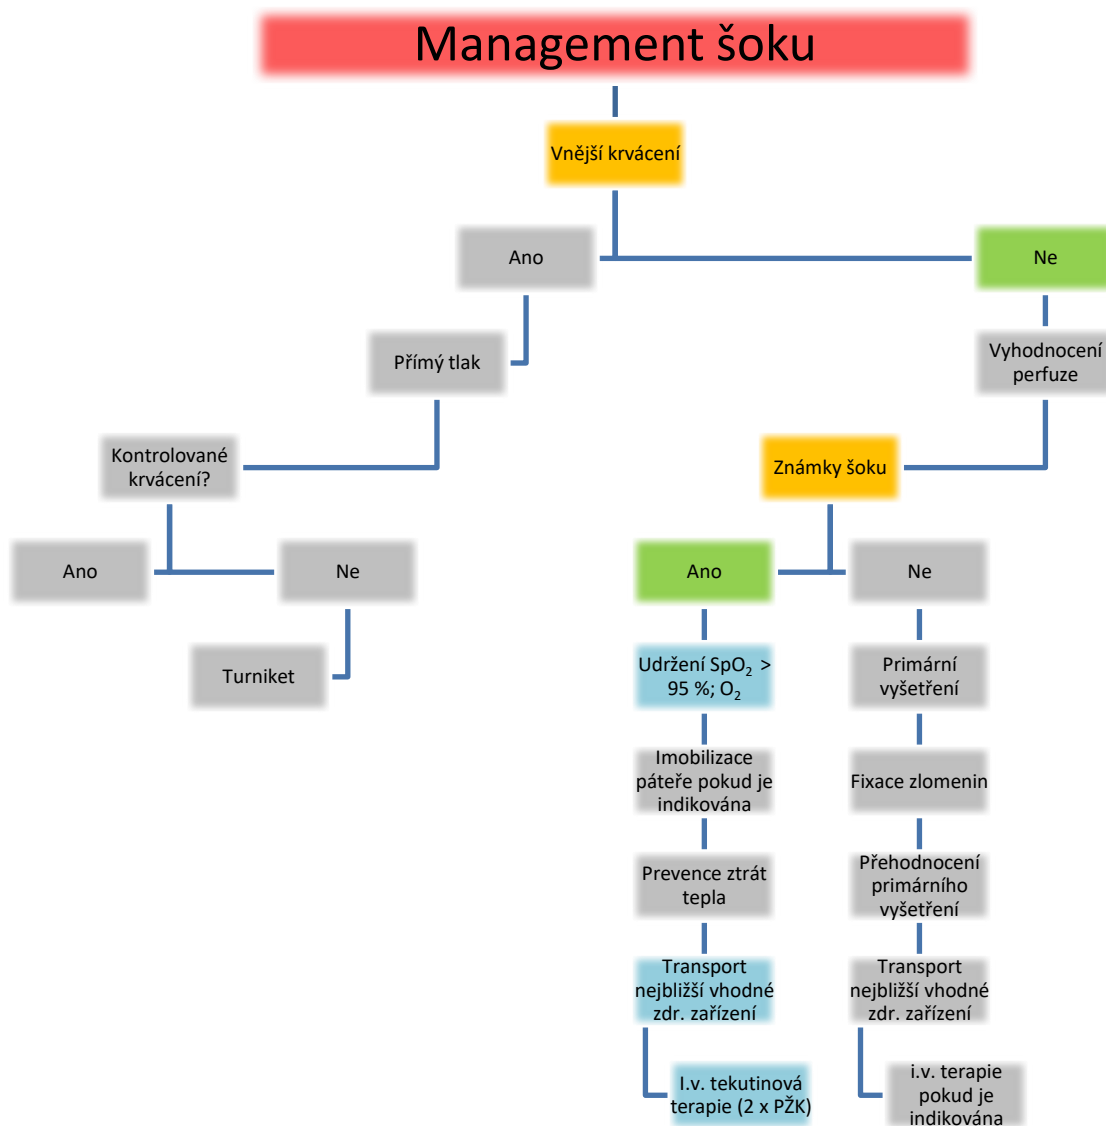 Management šoku
Vnější krvácení
Ano
Ne
Přímý tlak
Vyhodnocení
perfuze
Kontrolované
krvácení?
Známky šoku
Ano
Ne
Ano
Ne
Turniket
Udržení SpO₂ >
95 %; O₂
Primární
vyšetření
Imobilizace
páteře pokud je
indikována
Fixace zlomenin
Prevence ztrát
tepla
Přehodnocení
primárního
vyšetření
Transport
nejbližší vhodné
zdr. zařízení
Transport
nejbližší vhodné
zdr. zařízení
I.v. tekutinová
terapie (2 x PŽK)
i.v. terapie
pokud je
indikována